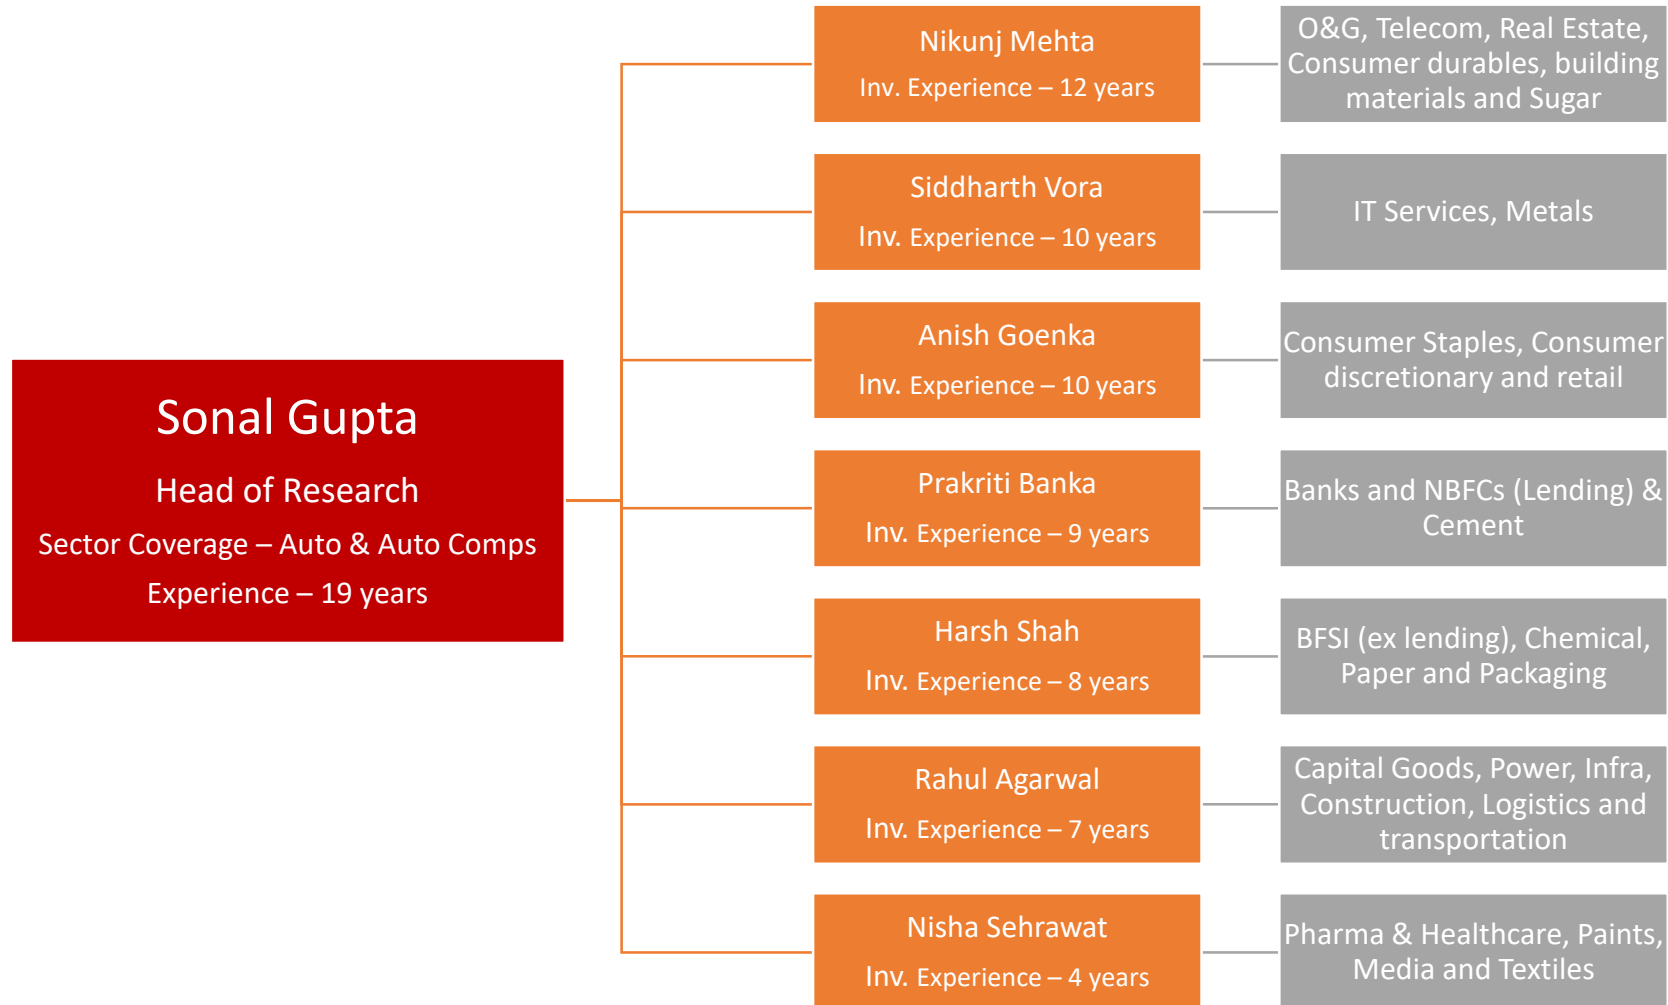 Sonal Gupta
Head of Research
Sector Coverage – Auto & Auto Comps
Experience – 19 years
Nikunj Mehta
Inv. Experience – 12 years
O&G, Telecom, Real Estate,
Consumer durables, building
materials and Sugar
Siddharth Vora
Inv. Experience – 10 years
IT Services, Metals
Anish Goenka
Inv. Experience – 10 years
Consumer Staples, Consumer
discretionary and retail
Prakriti Banka
Inv. Experience – 9 years
Banks and NBFCs (Lending) &
Cement
Harsh Shah
Inv. Experience – 8 years
BFSI (ex lending), Chemical,
Paper and Packaging
Rahul Agarwal
Inv. Experience – 7 years
Capital Goods, Power, Infra,
Construction, Logistics and
transportation
Nisha Sehrawat
Inv. Experience – 4 years
Pharma & Healthcare, Paints,
Media and Textiles